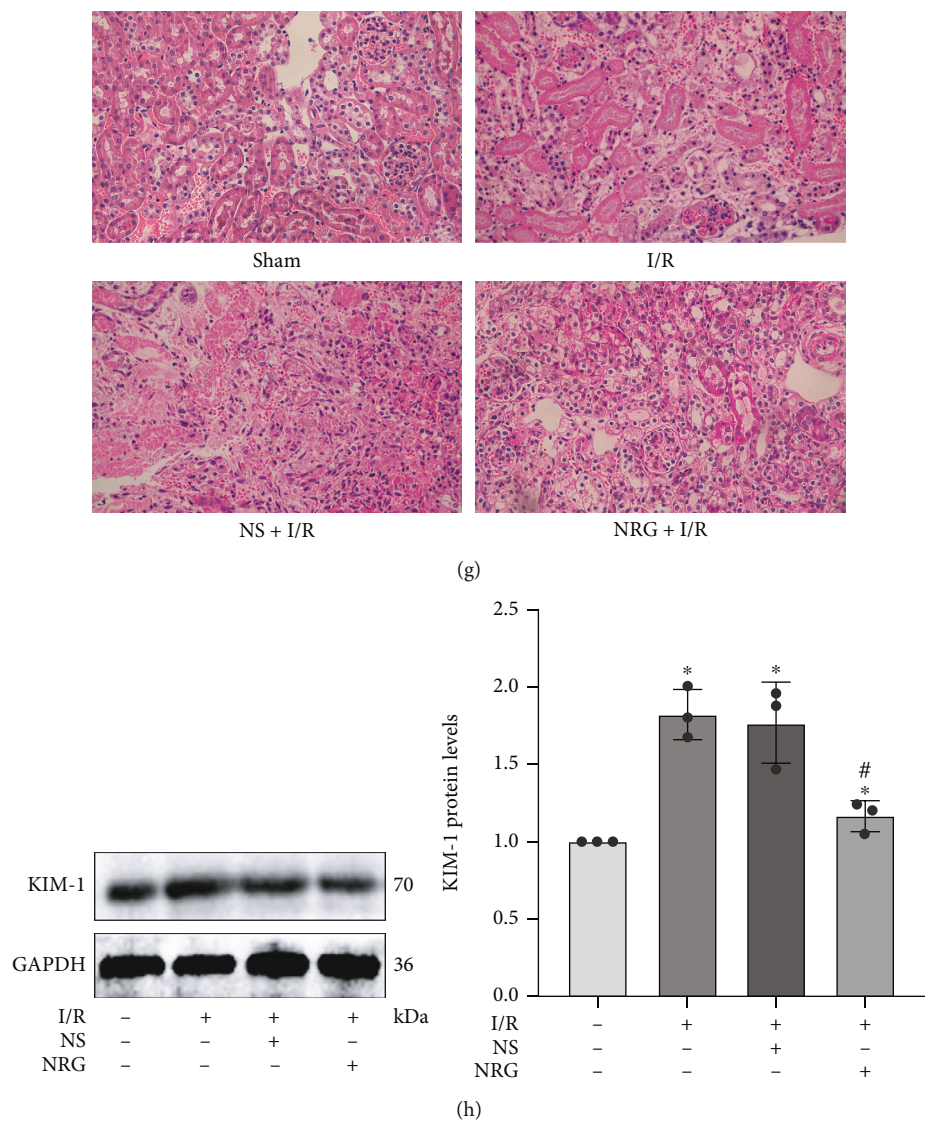 Sham
I/R
NS + I/R
NRG + I/R
(g)
KIM-1
70
GAPDH
36
I/R – + + + kDa
NS – – + –
NRG – – – +
2.5
2.0
1.5
1.0
0.5
0.0
KIM-1 protein levels
*
*
#
*
I/R – + + +
NS – – + –
NRG – – – +
(h)